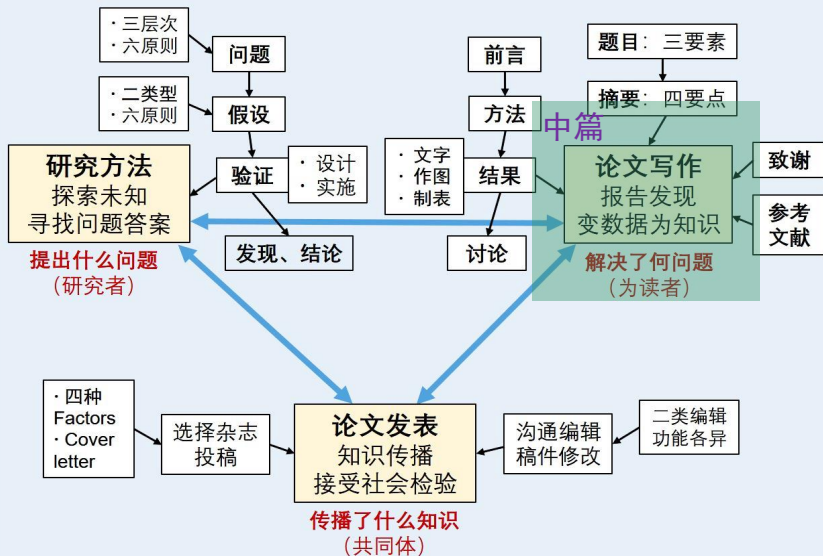 · 三层次
· 六原则
问题
· 二类型
· 六原则
假设
研究方法
探索未知
寻找问题答案
验证
· 设计
· 实施
发现、结论
提出什么问题
（研究者）
前言
方法
· 文字
· 作图
· 制表
结果
讨论
题目：三要素
摘要：四要点
中篇
论文写作
报告发现
变数据为知识
致谢
参考
文献
解决了何问题
（为读者）
· 四种
Factors
· Cover
letter
选择杂志
投稿
论文发表
知识传播
接受社会检验
沟通编辑
稿件修改
二类编辑
功能各异
传播了什么知识
（共同体）